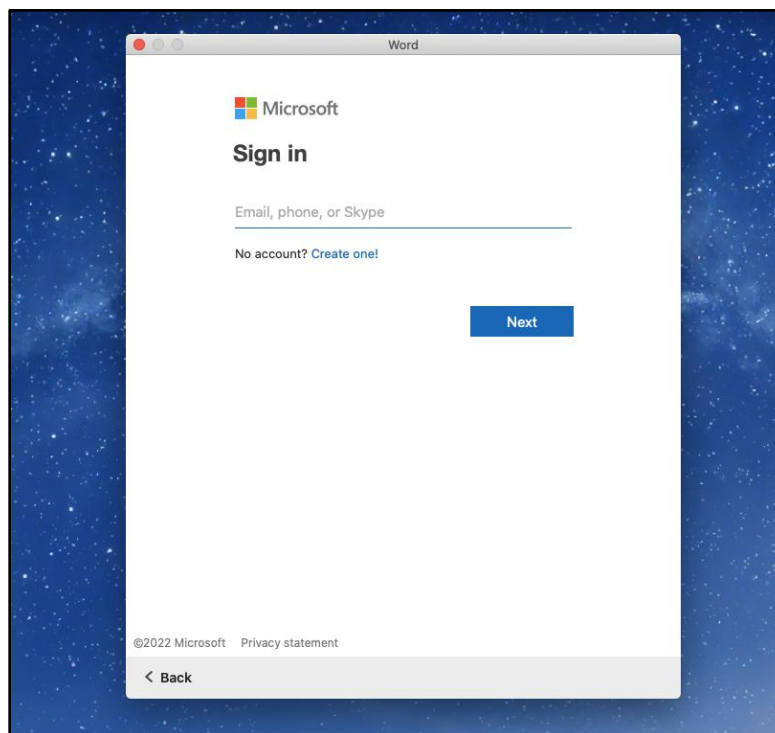 Word
Microsoft
Sign in
Email, phone, or Skype
No account? Create one!
Next
©2022 Microsoft Privacy statement
Back